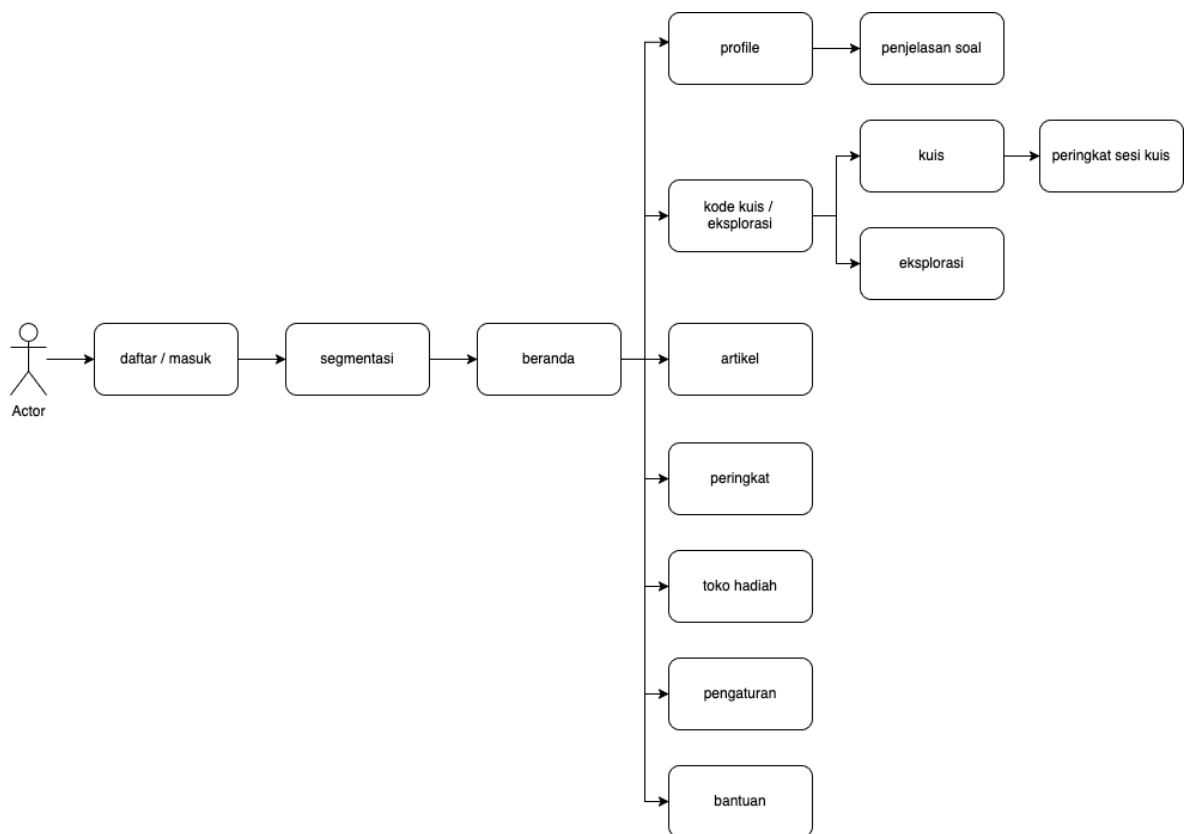 profile
penjelasan soal
kuis
peringkat sesi kuis
kode kuis /
eksplorasi
eksplorasi
Actor
daftar / masuk
segmentasi
beranda
artikel
peringkat
toko hadiah
pengaturan
bantuan